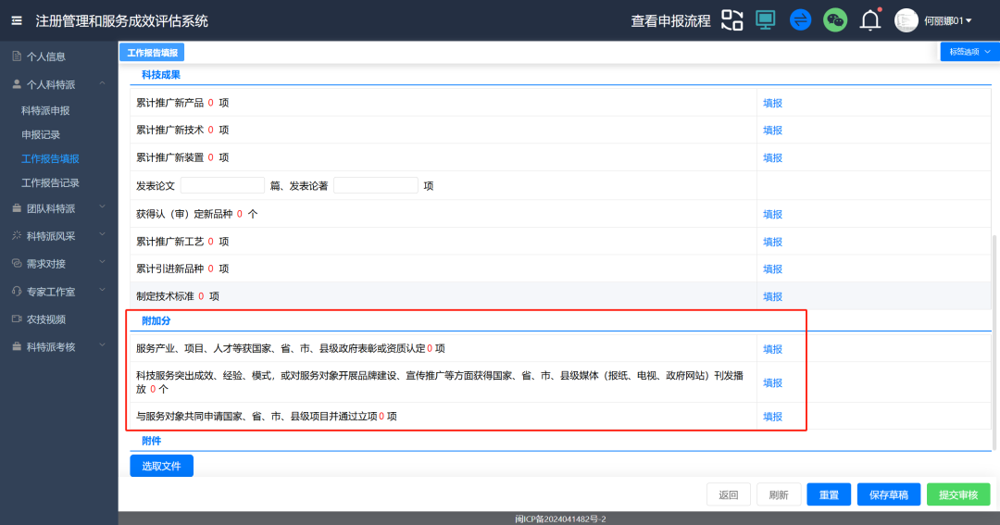 注册管理和服务成效评估系统
查看申报流程
何丽娜01
个人信息
个人科特派
科特派申报
申报记录
工作报告填报
工作报告记录
团队科特派
科特派风采
需求对接
专家工作室
农技视频
科特派考核
工作报告填报
标签选项
科技成果
累计推广新产品 0 项 填报
累计推广新技术 0 项 填报
累计推广新装置 0 项 填报
发表论文 篇、发表论著 项
获得认（审）定新品种 0 个 填报
累计推广新工艺 0 项 填报
累计引进新品种 0 项 填报
制定技术标准 0 项 填报
附加分
服务产业、项目、人才等获国家、省、市、县级政府表彰或资质认定0 项 填报
科技服务突出成效、经验、模式，或对服务对象开展品牌建设、宣传推广等方面获得国家、省、市、县级媒体（报纸、电视、政府网站）刊发播
放 0 个 填报
与服务对象共同申请国家、省、市、县级项目并通过立项0 项 填报
附件
选取文件
返回 刷新 重置 保存草稿 提交审核
闽ICP备2024041482号-2